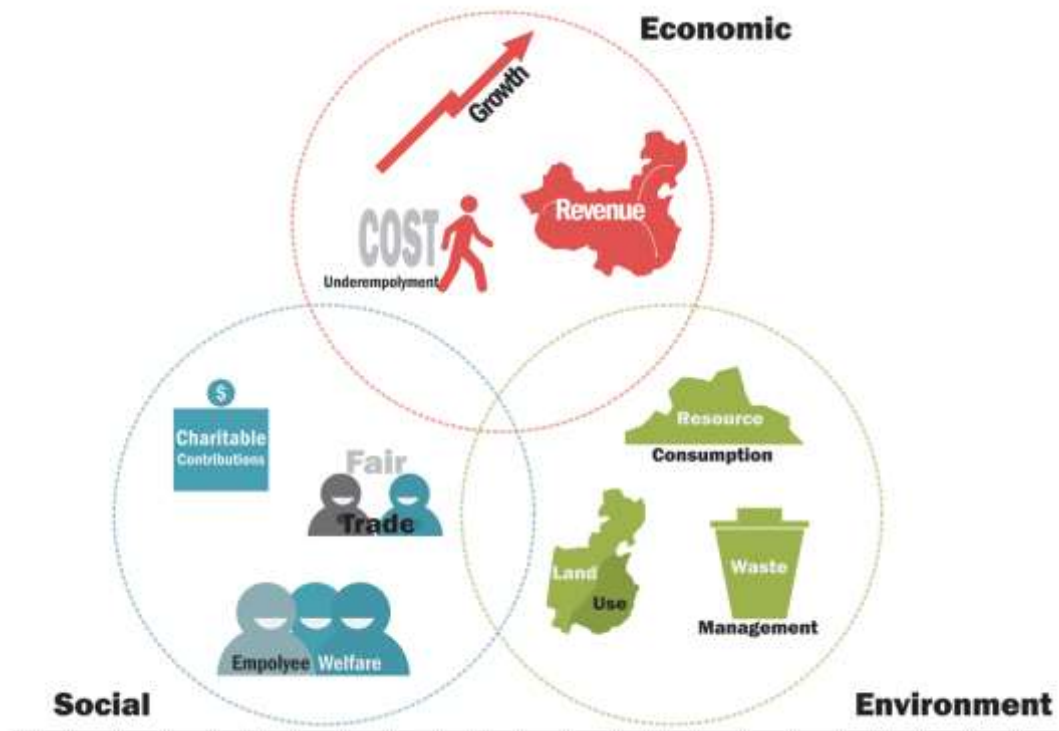 Economic
Growth
COST
Underempolyment
Revenue
$
Charitable
Contributions
Fair
Trade
Empolyee Welfare
Resource
Consumption
Land
Use
Waste
Management
Social
Environment